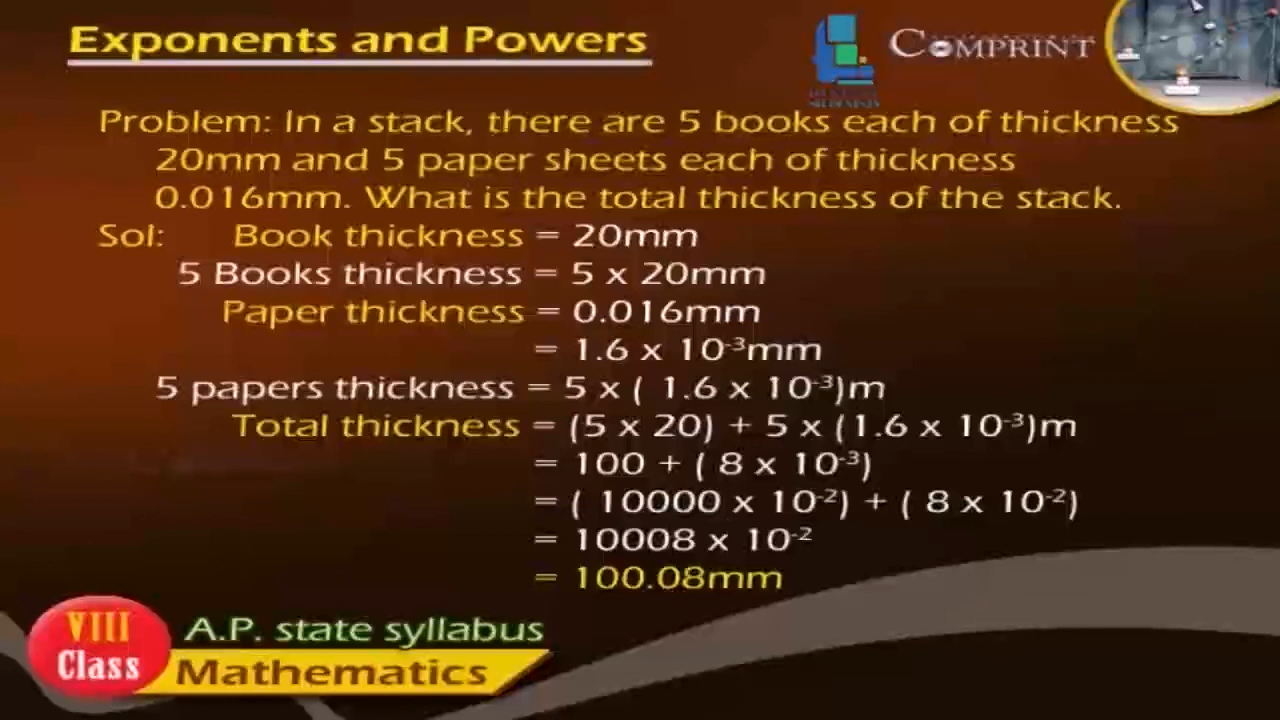 Exponents and Powers
COMPRINT
Problem: In a stack, there are 5 books each of thickness
20mm and 5 paper sheets each of thickness
0.016mm. What is the total thickness of the stack.
Sol: Book thickness = 20mm
5 Books thickness = 5 x 20mm
Paper thickness = 0.016mm
= 1.6 x 10⁻³mm
5 papers thickness = 5 x ( 1.6 x 10⁻³)m
Total thickness = (5 x 20) + 5 x (1.6 x 10⁻³)m
= 100 + ( 8 x 10⁻³)
= ( 10000 x 10⁻²) + ( 8 x 10⁻²)
= 10008 x 10⁻²
= 100.08mm
VIII
Class
A.P. state syllabus
Mathematics